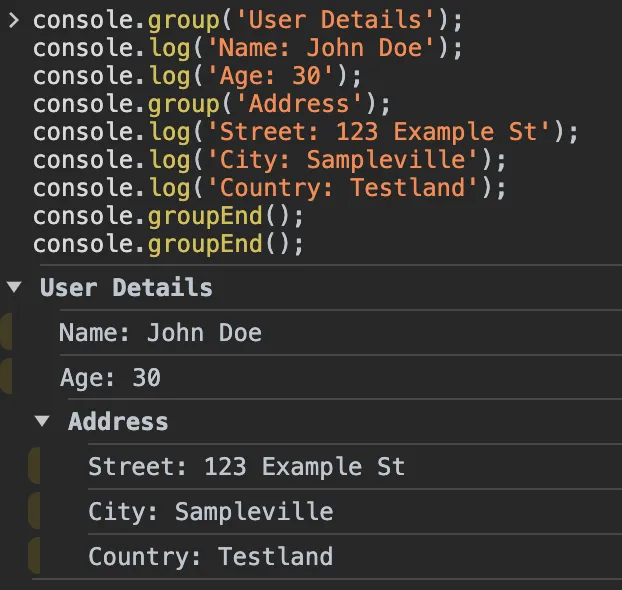 > console.group('User Details');
console.log('Name: John Doe');
console.log('Age: 30');
console.group('Address');
console.log('Street: 123 Example St');
console.log('City: Sampleville');
console.log('Country: Testland');
console.groupEnd();
console.groupEnd();
User Details
Name: John Doe
Age: 30
Address
Street: 123 Example St
City: Sampleville
Country: Testland